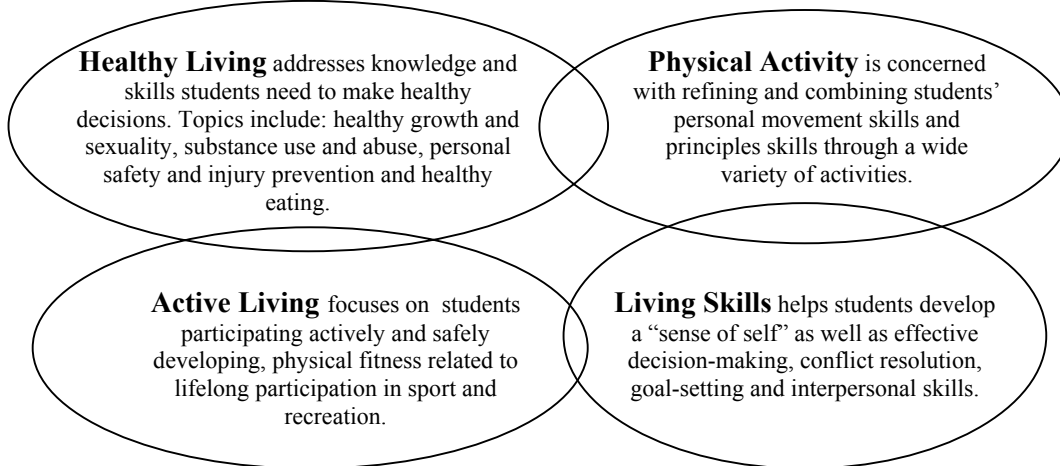 Healthy Living addresses knowledge and
skills students need to make healthy
decisions. Topics include: healthy growth and
sexuality, substance use and abuse, personal
safety and injury prevention and healthy
eating.
Physical Activity is concerned
with refining and combining students’
personal movement skills and
principles skills through a wide
variety of activities.
Active Living focuses on students
participating actively and safely
developing, physical fitness related to
lifelong participation in sport and
recreation.
Living Skills helps students develop
a “sense of self” as well as effective
decision-making, conflict resolution,
goal-setting and interpersonal skills.